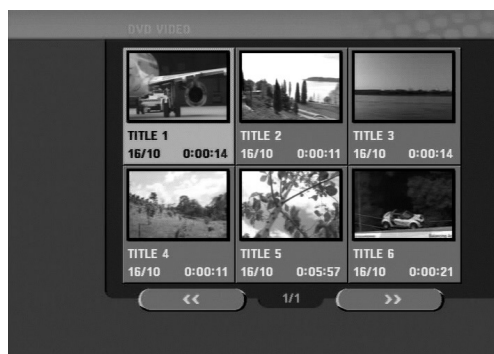 DVD VIDEO
TITLE 1
16/10 0:00:14
TITLE 2
16/10 0:00:11
TITLE 3
16/10 0:00:14
TITLE 4
16/10 0:00:11
TITLE 5
16/10 0:05:57
TITLE 6
16/10 0:00:21
<< 1/1 >>